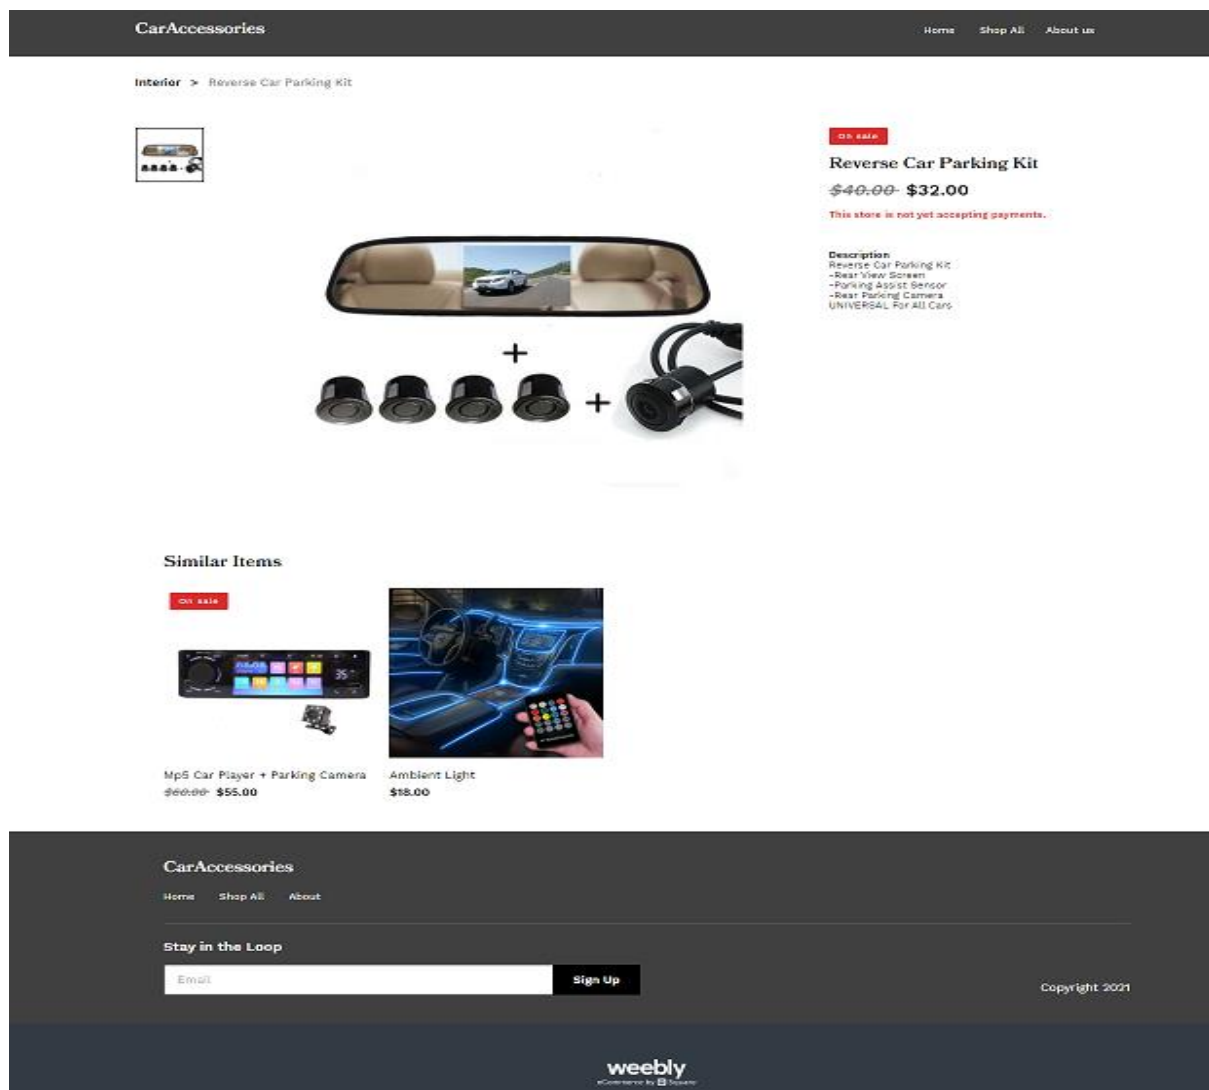 CarAccessories
Home Shop All About us
Interior > Reverse Car Parking Kit
On sale
Reverse Car Parking Kit
$40.00 $32.00
This store is not yet accepting payments.
Description
Reverse Car Parking Kit
-Rear View Screen
-Parking Assist Sensor
-Rear Parking Camera
UNIVERSAL For All Cars
+
+
Similar Items
On sale
Mp5 Car Player + Parking Camera
$60.00 $55.00
Ambient Light
$18.00
CarAccessories
Home Shop All About
Stay in the Loop
Email
Sign Up
Copyright 2021
weebly
eCommerce by Square